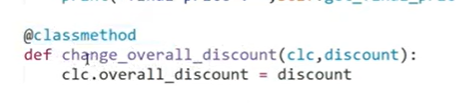 @classmethod
def change_overall_discount(clc,discount):
    clc.overall_discount = discount